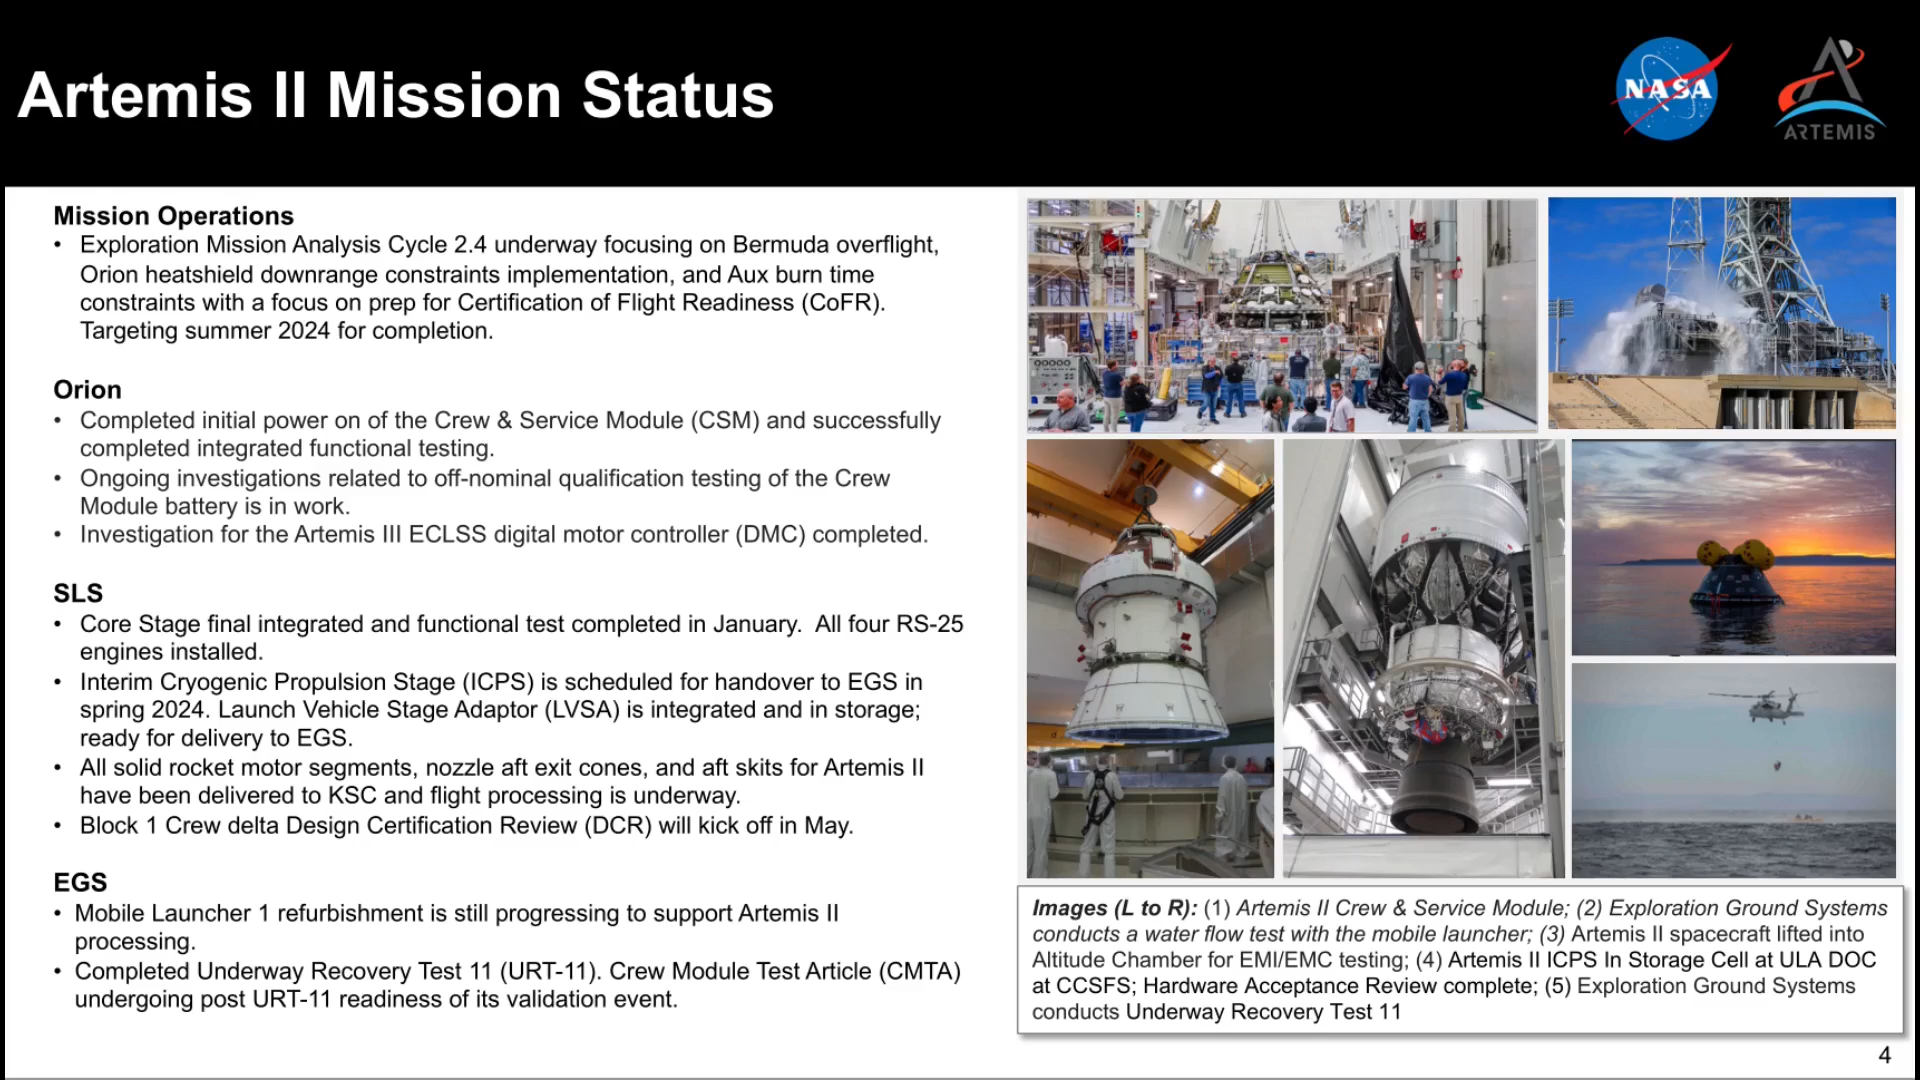 Artemis II Mission Status
NASA
ARTEMIS
Mission Operations
• Exploration Mission Analysis Cycle 2.4 underway focusing on Bermuda overflight,
Orion heatshield downrange constraints implementation, and Aux burn time
constraints with a focus on prep for Certification of Flight Readiness (CoFR).
Targeting summer 2024 for completion.
Orion
• Completed initial power on of the Crew & Service Module (CSM) and successfully
completed integrated functional testing.
• Ongoing investigations related to off-nominal qualification testing of the Crew
Module battery is in work.
• Investigation for the Artemis III ECLSS digital motor controller (DMC) completed.
SLS
• Core Stage final integrated and functional test completed in January.  All four RS-25
engines installed.
• Interim Cryogenic Propulsion Stage (ICPS) is scheduled for handover to EGS in
spring 2024. Launch Vehicle Stage Adaptor (LVSA) is integrated and in storage;
ready for delivery to EGS.
• All solid rocket motor segments, nozzle aft exit cones, and aft skits for Artemis II
have been delivered to KSC and flight processing is underway.
• Block 1 Crew delta Design Certification Review (DCR) will kick off in May.
EGS
• Mobile Launcher 1 refurbishment is still progressing to support Artemis II
processing.
• Completed Underway Recovery Test 11 (URT-11). Crew Module Test Article (CMTA)
undergoing post URT-11 readiness of its validation event.
Images (L to R): (1) Artemis II Crew & Service Module; (2) Exploration Ground Systems
conducts a water flow test with the mobile launcher; (3) Artemis II spacecraft lifted into
Altitude Chamber for EMI/EMC testing; (4) Artemis II ICPS In Storage Cell at ULA DOC
at CCSFS; Hardware Acceptance Review complete; (5) Exploration Ground Systems
conducts Underway Recovery Test 11
4